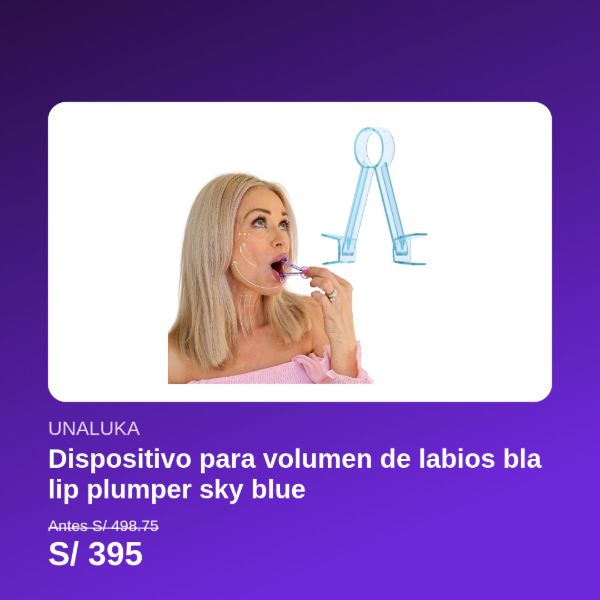 UNALUKA
Dispositivo para volumen de labios bla
lip plumper sky blue
Antes S/ 498.75
S/ 395